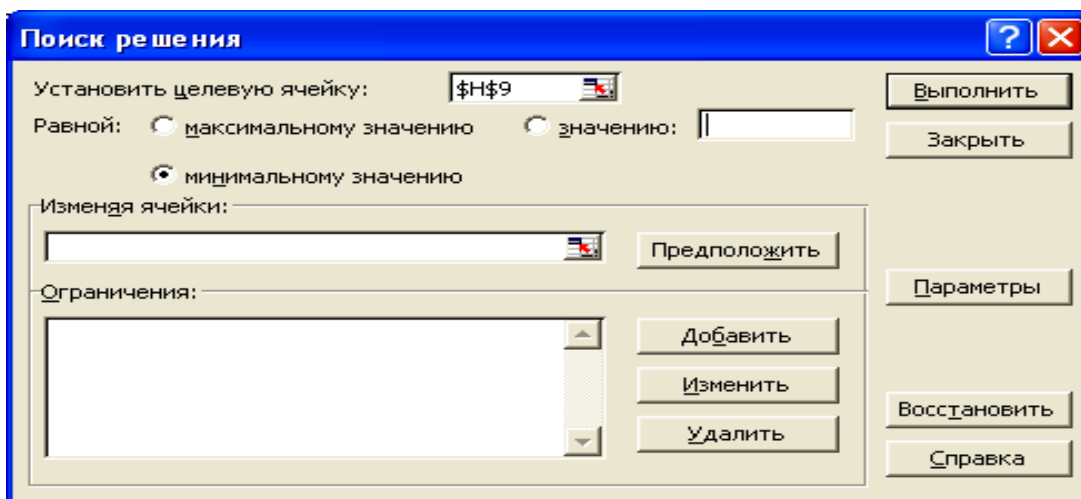 Поиск решения
Установить целевую ячейку: $H$9
Выполнить
Равной: максимальному значению значению:
Закрыть
минимальному значению
Изменяя ячейки:
Предположить
Ограничения:
Параметры
Добавить
Изменить
Восстановить
Удалить
Справка